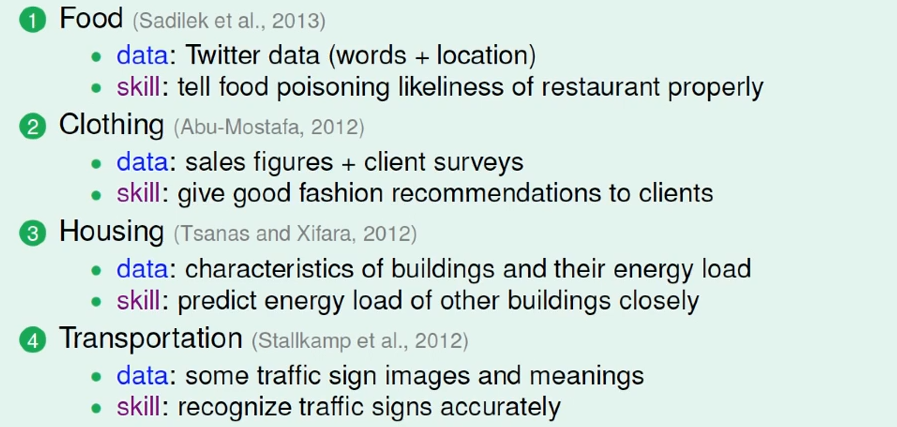 1 Food (Sadilek et al., 2013)
• data: Twitter data (words + location)
• skill: tell food poisoning likeliness of restaurant properly
2 Clothing (Abu-Mostafa, 2012)
• data: sales figures + client surveys
• skill: give good fashion recommendations to clients
3 Housing (Tsanas and Xifara, 2012)
• data: characteristics of buildings and their energy load
• skill: predict energy load of other buildings closely
4 Transportation (Stallkamp et al., 2012)
• data: some traffic sign images and meanings
• skill: recognize traffic signs accurately